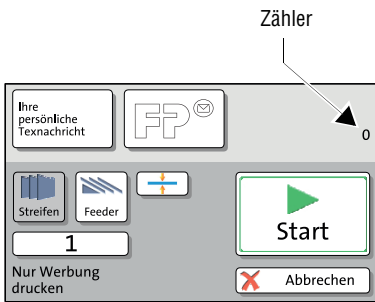 Zähler
Ihre
persönliche
Texnachricht
FP®
0
Streifen
Feeder
1
Start
Nur Werbung
drucken
Abbrechen